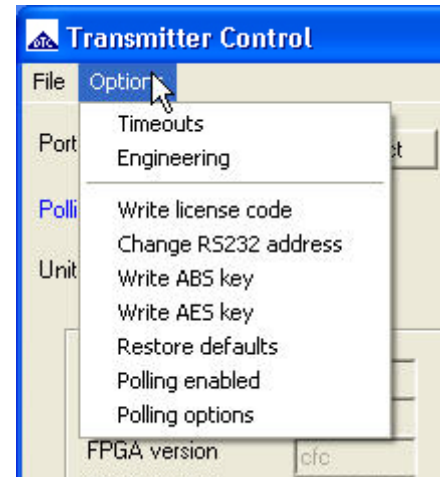 Transmitter Control
File Options
Timeouts
Port
Engineering
Polli
Write license code
Change RS232 address
Unit
Write ABS key
Write AES key
Restore defaults
Polling enabled
Polling options
FPGA version
cfc